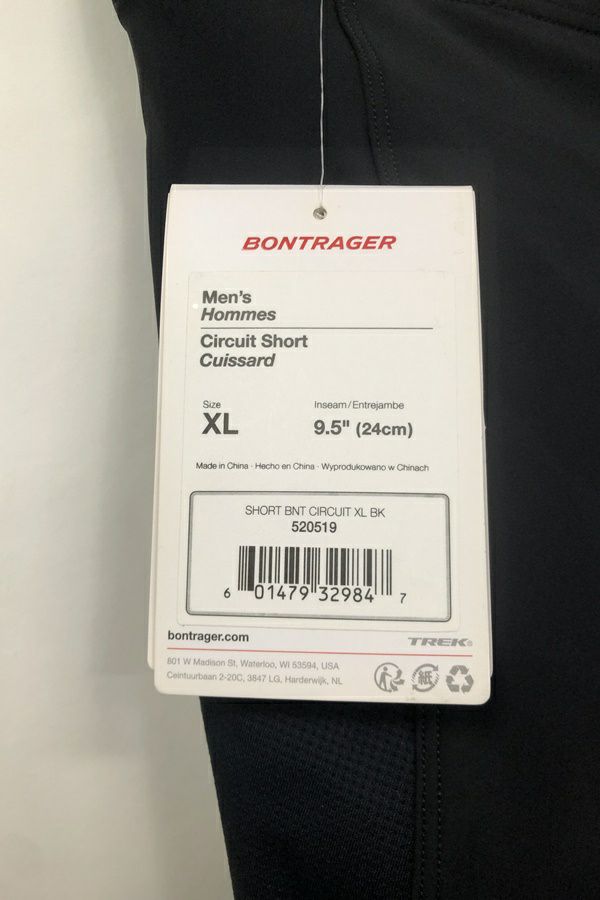 BONTRAGER
Men's
Hommes
Circuit Short
Cuissard
Size
XL
Inseam/Entrejambe
9.5" (24cm)
Made in China · Hecho en China · Wyprodukowano w Chinach
SHORT BNT CIRCUIT XL BK
520519
6 01479 32984 7
bontrager.com
TREK®
801 W Madison St, Waterloo, WI 53594, USA
Ceintuurbaan 2-20C, 3847 LG, Harderwijk, NL
紙